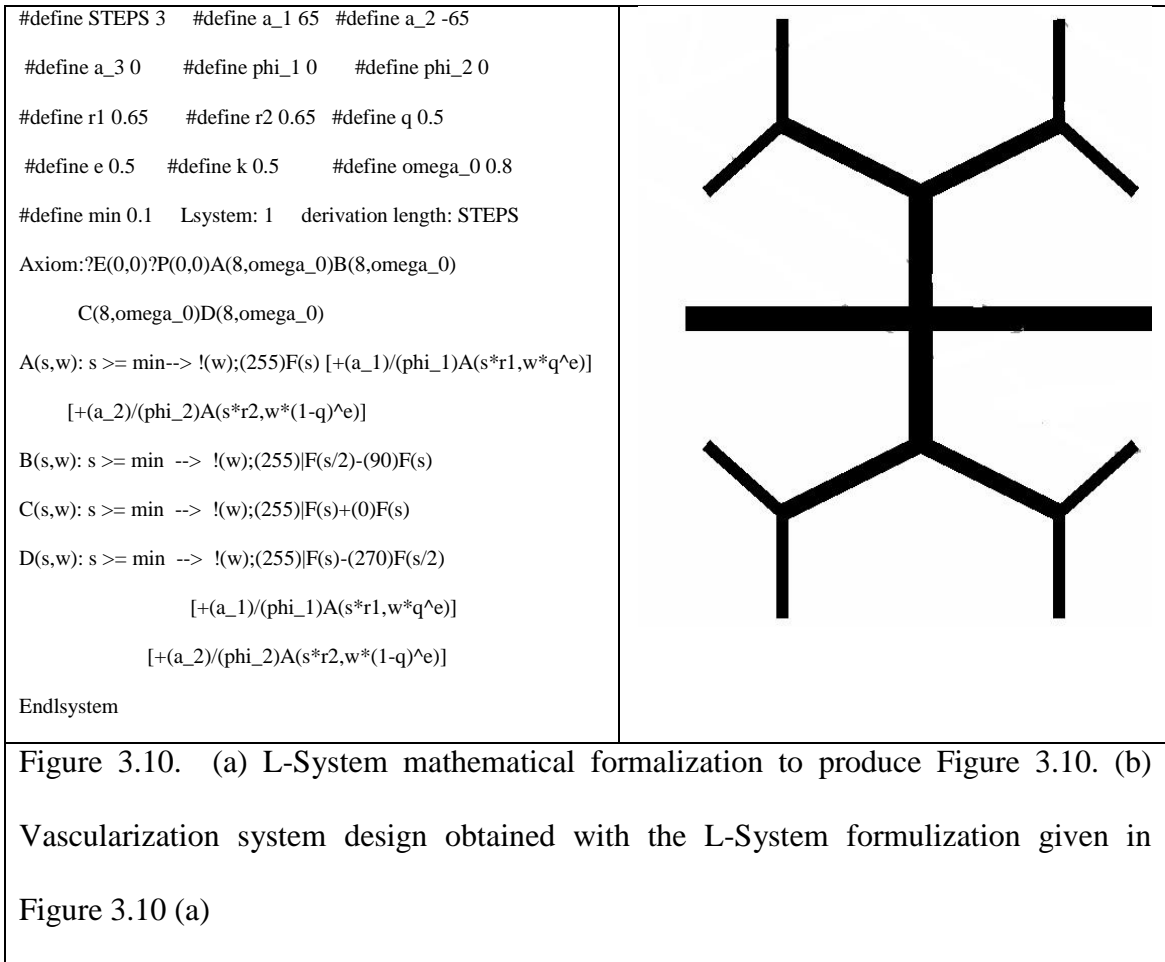 #define STEPS 3 #define a_1 65 #define a_2 -65
#define a_3 0 #define phi_1 0 #define phi_2 0
#define r1 0.65 #define r2 0.65 #define q 0.5
#define e 0.5 #define k 0.5 #define omega_0 0.8
#define min 0.1 Lsystem: 1 derivation length: STEPS
Axiom:?E(0,0)?P(0,0)A(8,omega_0)B(8,omega_0)
C(8,omega_0)D(8,omega_0)
A(s,w): s >= min--> !(w);(255)F(s) [+(a_1)/(phi_1)A(s*r1,w*q^e)]
[+(a_2)/(phi_2)A(s*r2,w*(1-q)^e)]
B(s,w): s >= min --> !(w);(255)|F(s/2)-(90)F(s)
C(s,w): s >= min --> !(w);(255)|F(s)+(0)F(s)
D(s,w): s >= min --> !(w);(255)|F(s)-(270)F(s/2)
[+(a_1)/(phi_1)A(s*r1,w*q^e)]
[+(a_2)/(phi_2)A(s*r2,w*(1-q)^e)]
Endlsystem
Figure 3.10. (a) L-System mathematical formalization to produce Figure 3.10. (b)
Vascularization system design obtained with the L-System formulization given in
Figure 3.10 (a)